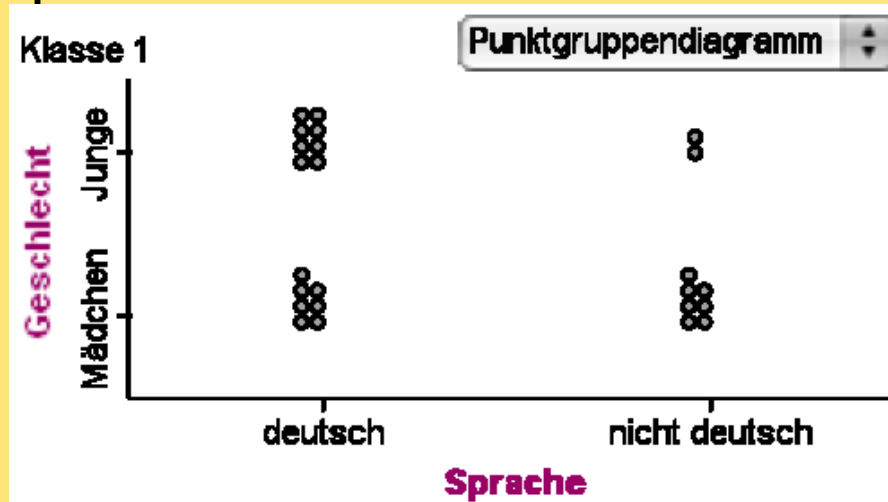 Klasse 1
Punktgruppendiagramm
Geschlecht
Junge
Mädchen
deutsch
nicht deutsch
Sprache